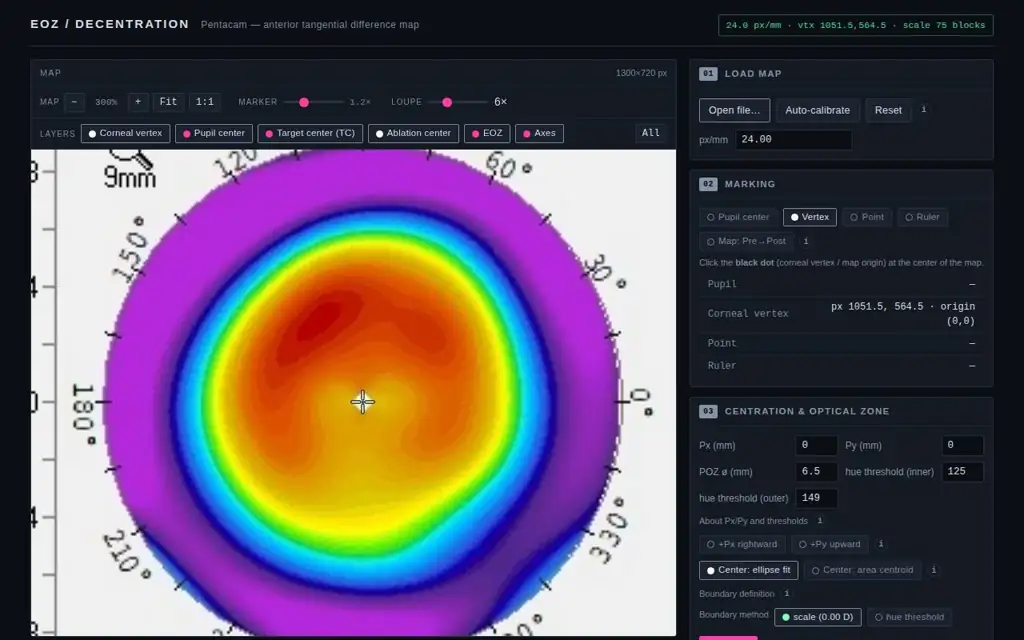 EOZ / DECENTRATION Pentacam — anterior tangential difference map
24.0 px/mm · vtx 1051.5,564.5 · scale 75 blocks
MAP 1300×720 px
MAP − 300% + Fit 1:1 MARKER 1.2× LOUPE 6×
LAYERS Corneal vertex Pupil center Target center (TC) Ablation center EOZ Axes All
9mm
120
60°
150°
30°
180°
0°
210°
330°
8
4
0
4
8
01 LOAD MAP
Open file… Auto-calibrate Reset i
px/mm 24.00
02 MARKING
Pupil center Vertex Point Ruler
Map: Pre→Post i
Click the black dot (corneal vertex / map origin) at the center of the map.
Pupil —
Corneal vertex px 1051.5, 564.5 · origin
(0,0)
Point —
Ruler —
03 CENTRATION & OPTICAL ZONE
Px (mm) 0 Py (mm) 0
POZ ø (mm) 6.5 hue threshold (inner) 125
hue threshold (outer) 149
About Px/Py and thresholds i
+Px rightward +Py upward i
Center: ellipse fit Center: area centroid i
Boundary definition i
Boundary method scale (0.00 D) hue threshold